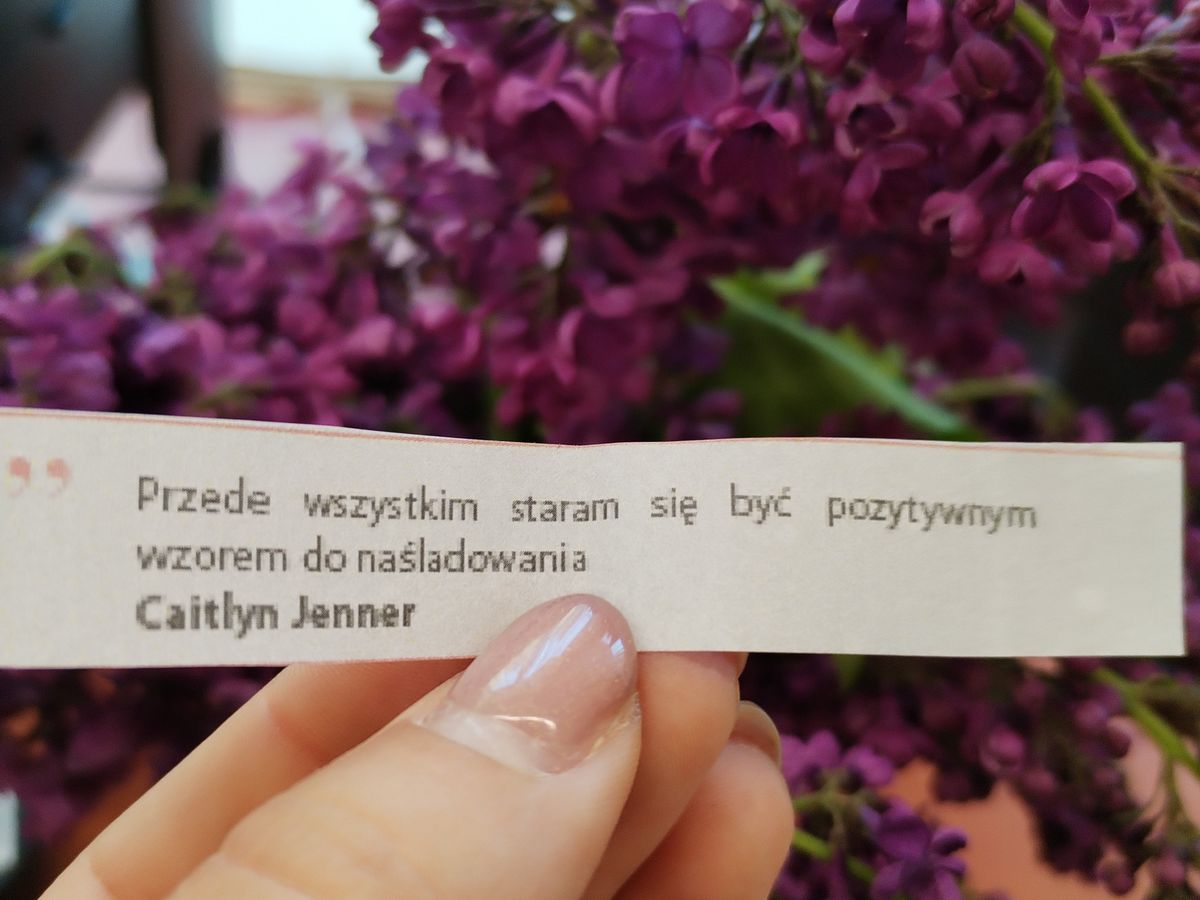 ”
Przede wszystkim staram się być pozytywnym
wzorem do naśladowania
Caitlyn Jenner